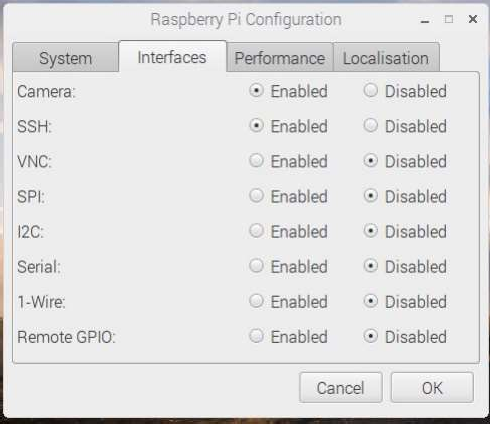 Raspberry Pi Configuration
System Interfaces Performance Localisation
Camera: Enabled Disabled
SSH: Enabled Disabled
VNC: Enabled Disabled
SPI: Enabled Disabled
I2C: Enabled Disabled
Serial: Enabled Disabled
1-Wire: Enabled Disabled
Remote GPIO: Enabled Disabled
Cancel OK